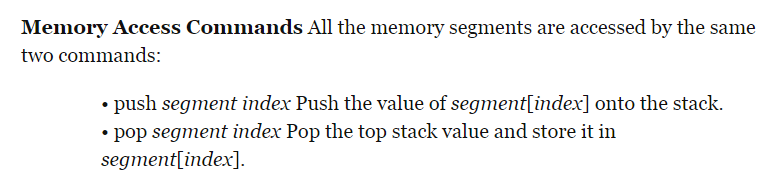 Memory Access Commands All the memory segments are accessed by the same
two commands:
• push segment index Push the value of segment[index] onto the stack.
• pop segment index Pop the top stack value and store it in
segment[index].